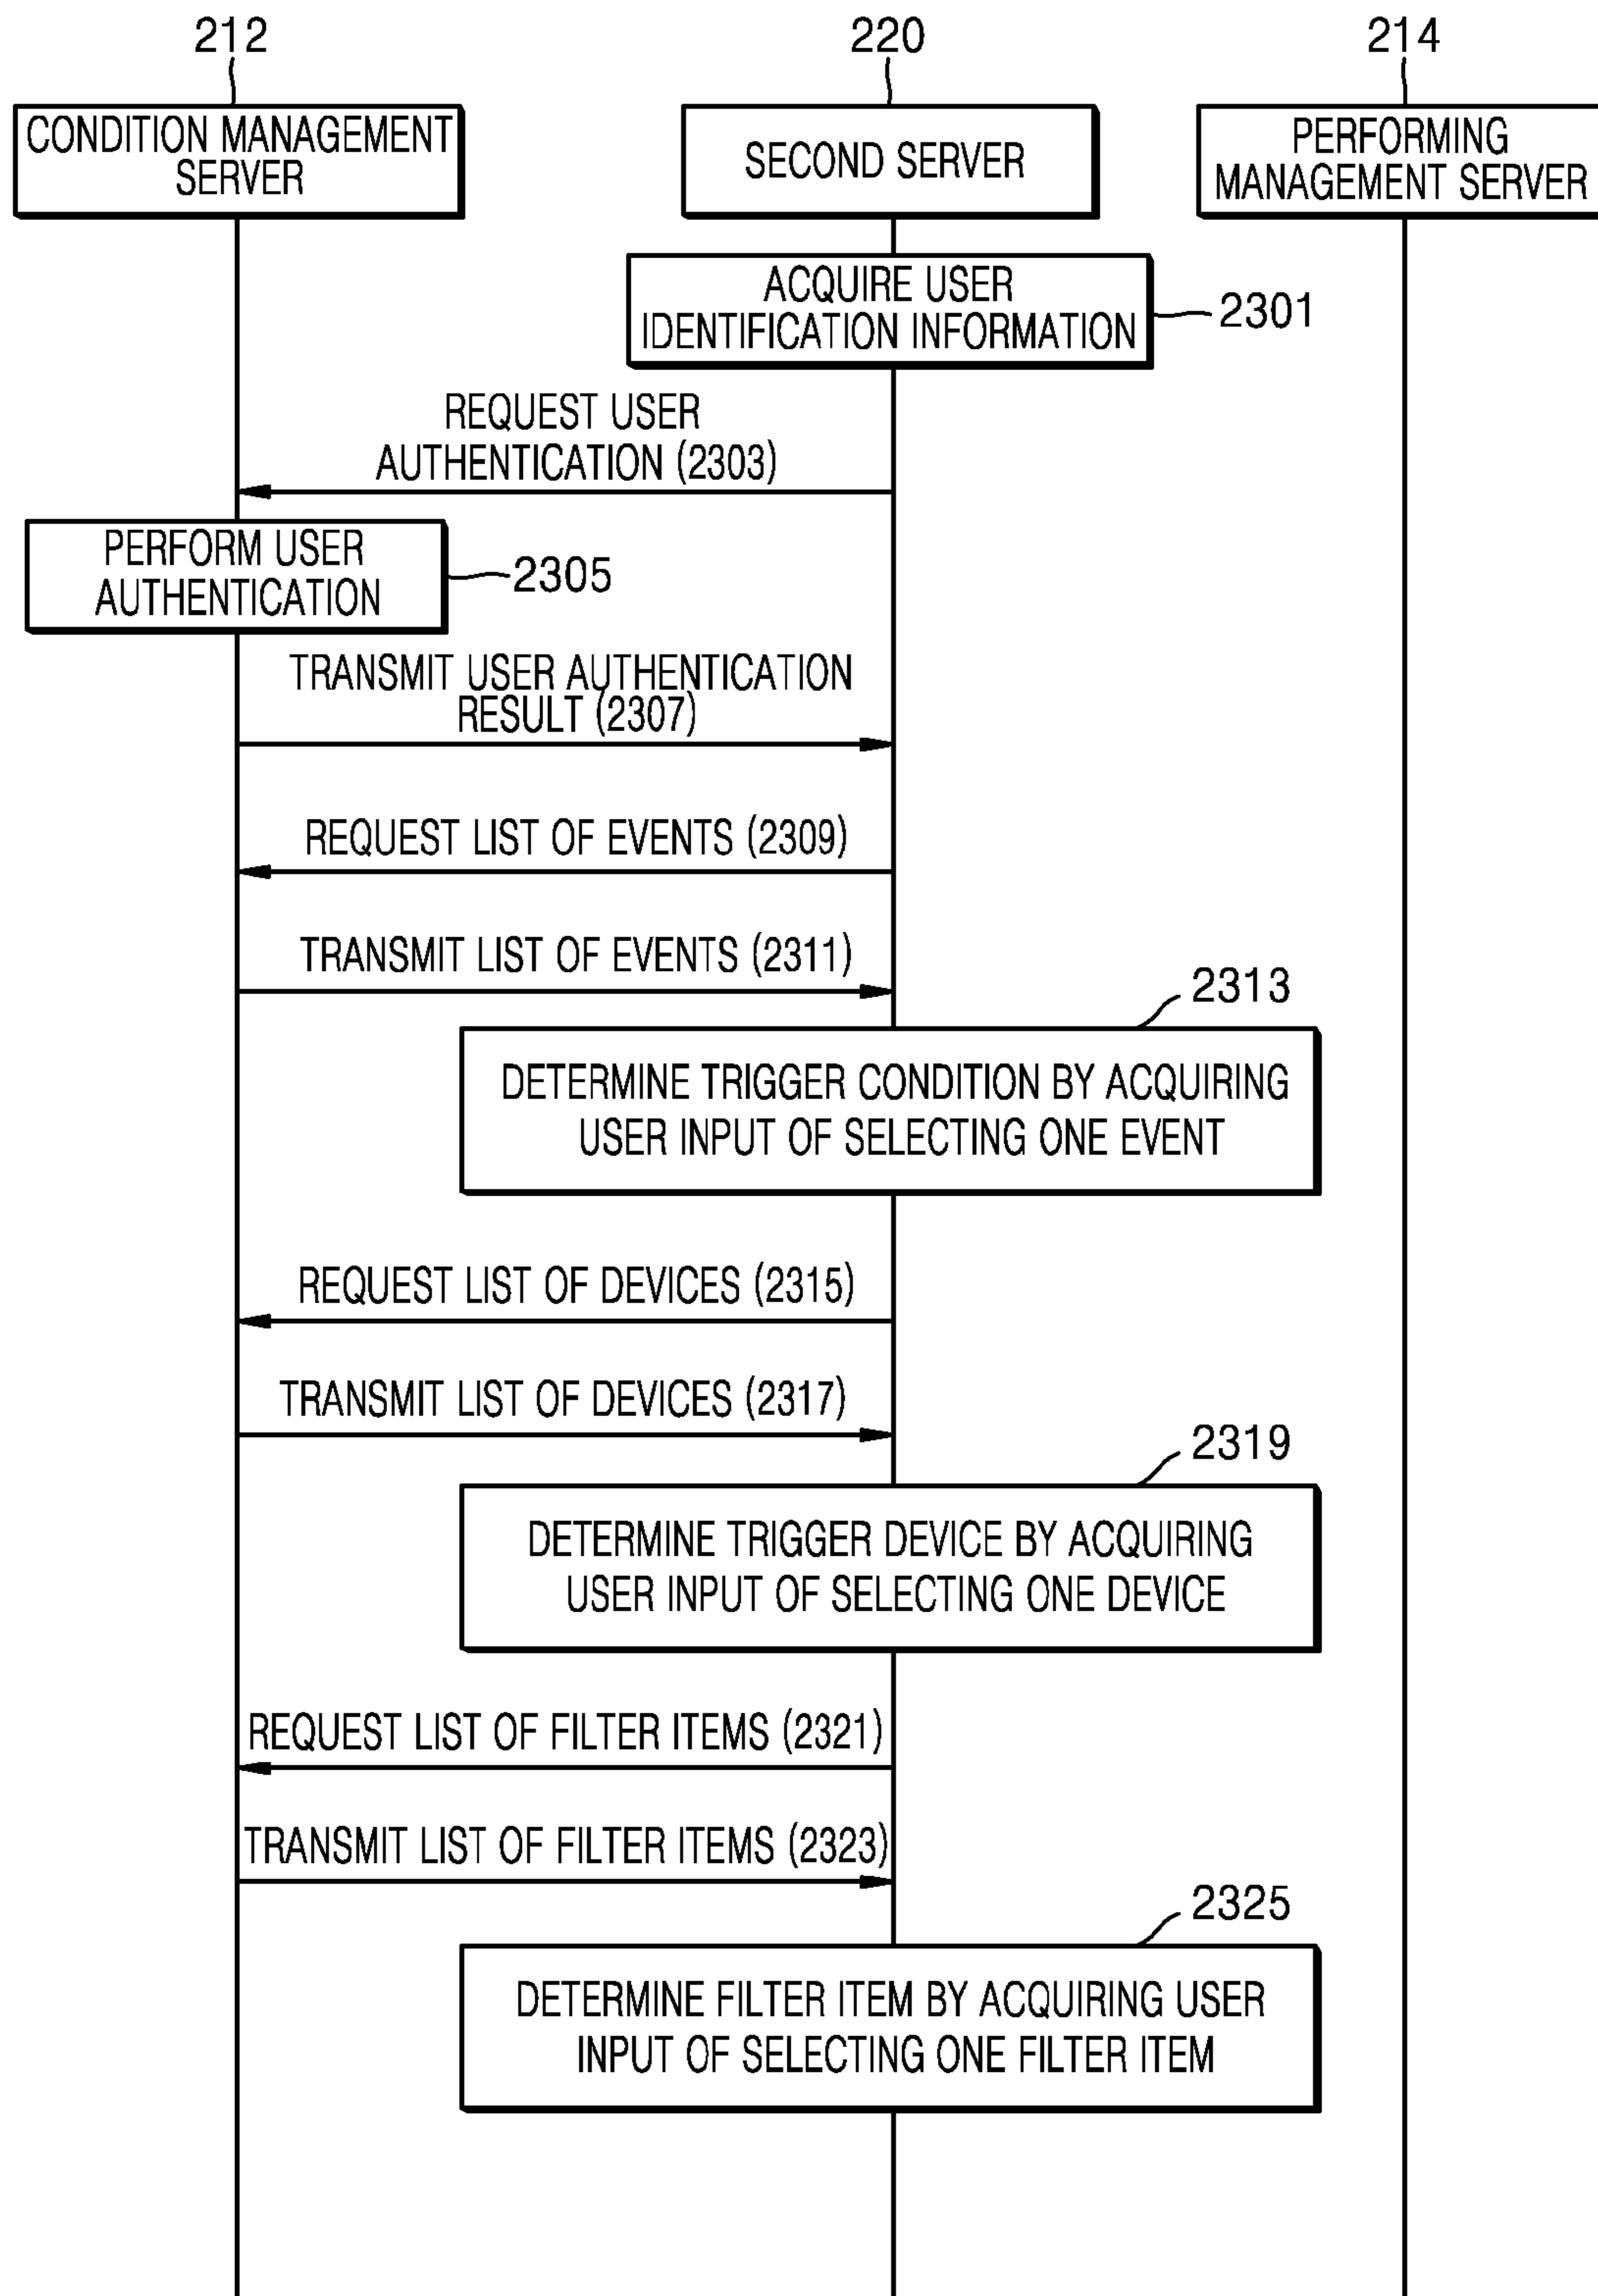 212
220
214
CONDITION MANAGEMENT
SERVER
SECOND SERVER
PERFORMING
MANAGEMENT SERVER
ACQUIRE USER
IDENTIFICATION INFORMATION
2301
REQUEST USER
AUTHENTICATION (2303)
PERFORM USER
AUTHENTICATION
2305
TRANSMIT USER AUTHENTICATION
RESULT (2307)
REQUEST LIST OF EVENTS (2309)
TRANSMIT LIST OF EVENTS (2311)
2313
DETERMINE TRIGGER CONDITION BY ACQUIRING
USER INPUT OF SELECTING ONE EVENT
REQUEST LIST OF DEVICES (2315)
TRANSMIT LIST OF DEVICES (2317)
2319
DETERMINE TRIGGER DEVICE BY ACQUIRING
USER INPUT OF SELECTING ONE DEVICE
REQUEST LIST OF FILTER ITEMS (2321)
TRANSMIT LIST OF FILTER ITEMS (2323)
2325
DETERMINE FILTER ITEM BY ACQUIRING USER
INPUT OF SELECTING ONE FILTER ITEM